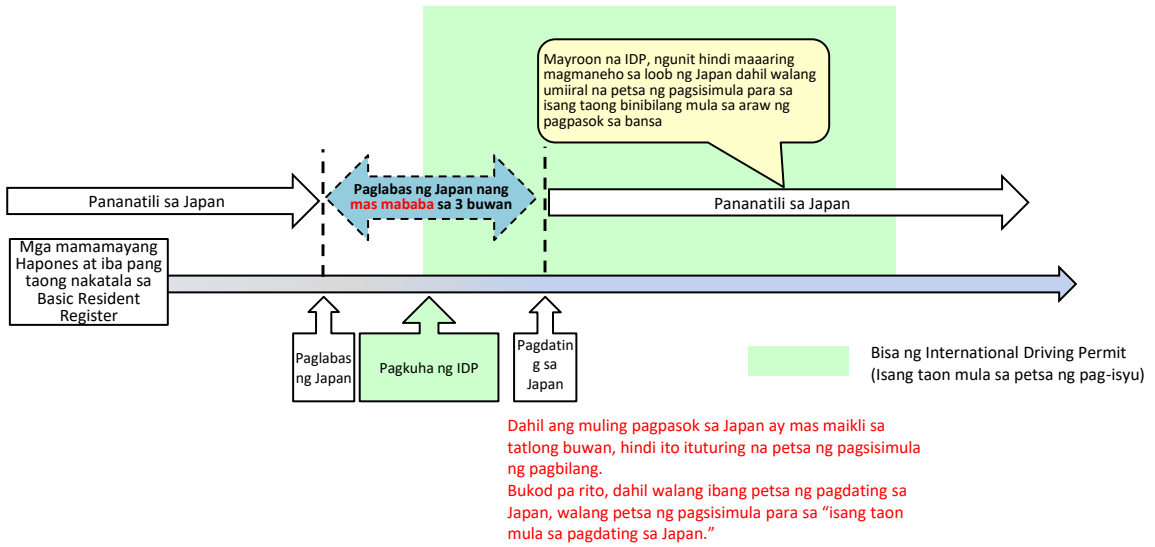 Mayroon na IDP, ngunit hindi maaaring
magmaneho sa loob ng Japan dahil walang
umiiral na petsa ng pagsisimula para sa
isang taong binibilang mula sa araw ng
pagpasok sa bansa
Pananatili sa Japan
Paglabas ng Japan nang
mas mababa sa 3 buwan
Pananatili sa Japan
Mga mamamayang
Hapones at iba pang
taong nakatala sa
Basic Resident
Register
Paglabas
ng Japan
Pagkuha ng IDP
Pagdatin
g sa
Japan
Bisa ng International Driving Permit
(Isang taon mula sa petsa ng pag-isyu)
Dahil ang muling pagpasok sa Japan ay mas maikli sa
tatlong buwan, hindi ito ituturing na petsa ng pagsisimula
ng pagbilang.
Bukod pa rito, dahil walang ibang petsa ng pagdating sa
Japan, walang petsa ng pagsisimula para sa “isang taon
mula sa pagdating sa Japan.”